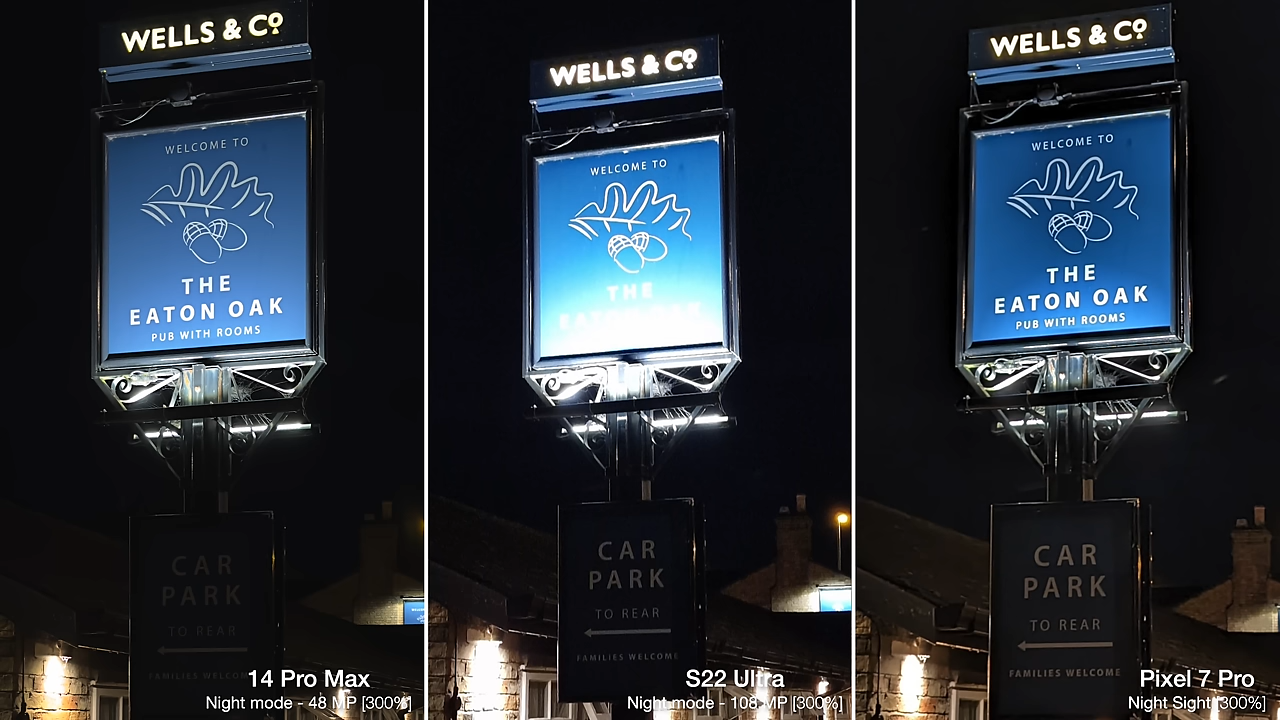 WELLS & CO
WELCOME TO
THE
EATON OAK
PUB WITH ROOMS
CAR
PARK
TO REAR
FAMILIES WELCOME
14 Pro Max
Night mode - 48 MP [300%]
WELLS & CO
WELCOME TO
THE
EATON OAK
CAR
PARK
TO REAR
FAMILIES WELCOME
S22 Ultra
Night mode - 108 MP [300%]
WELLS & CO
WELCOME TO
THE
EATON OAK
PUB WITH ROOMS
CAR
PARK
TO REAR
FAMILIES WELCOME
Pixel 7 Pro
Night Sight [300%]